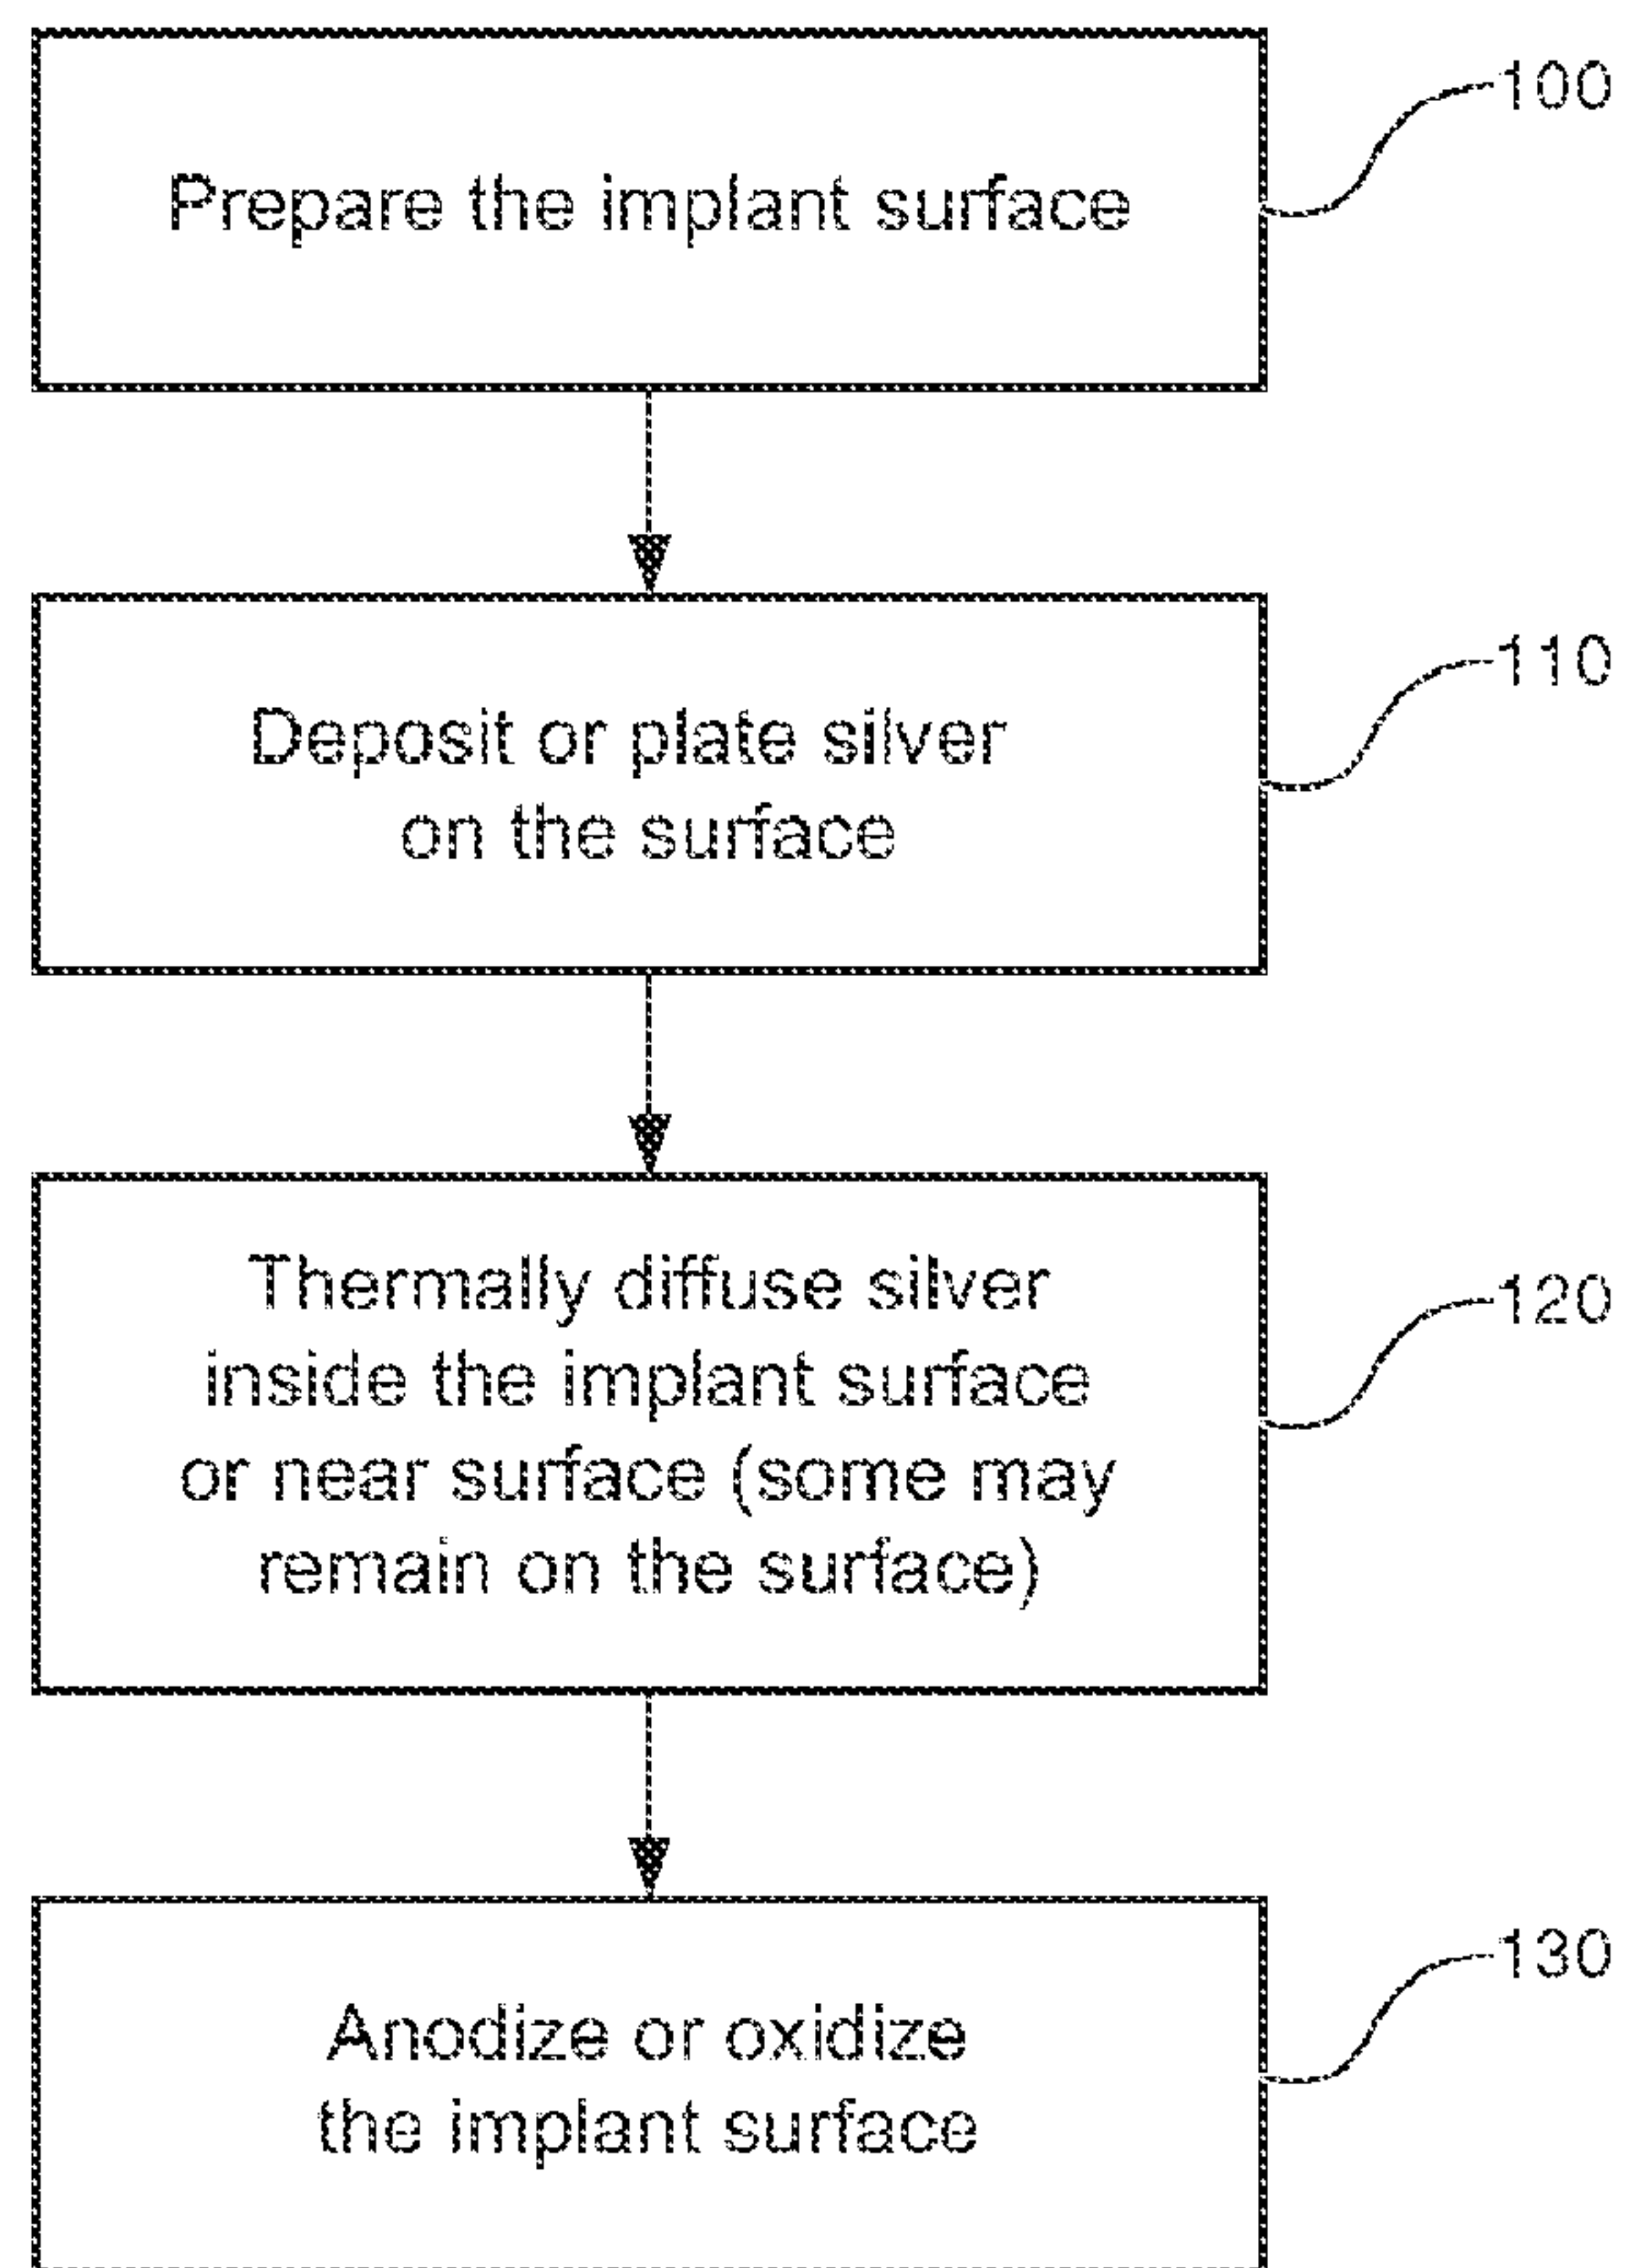 100
Prepare the implant surface
110
Deposit or plate silver
on the surface
120
Thermally diffuse silver
inside the implant surface
or near surface (some may
remain on the surface)
130
Anodize or oxidize
the implant surface